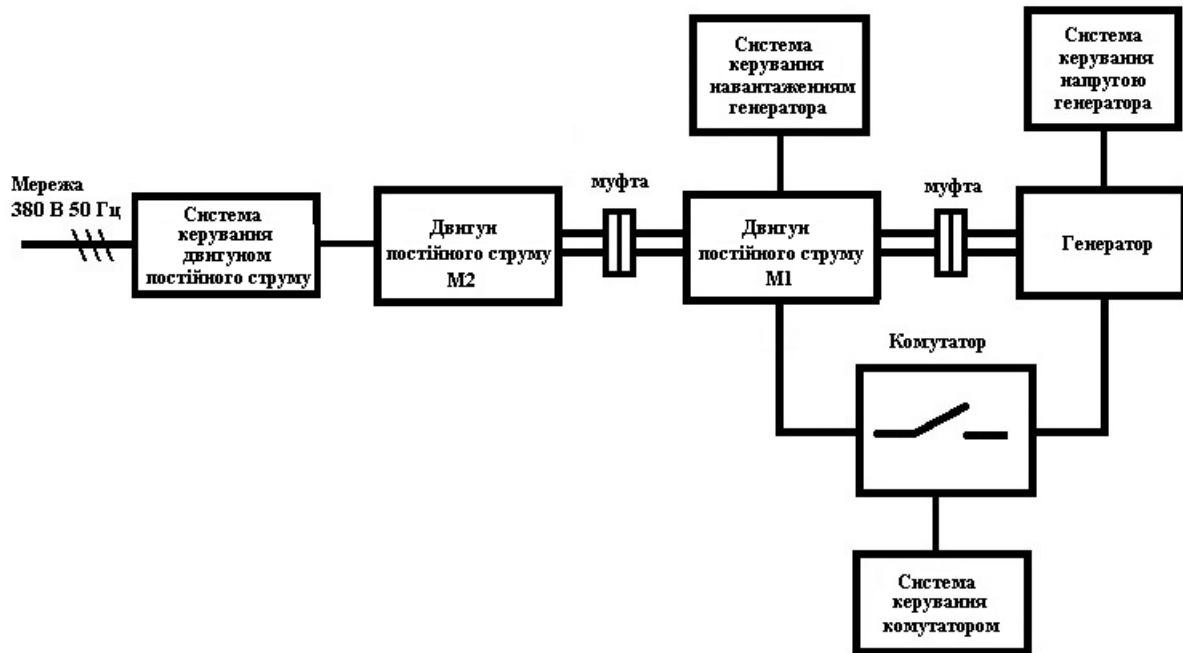 Система
керування
навантаженням
генератора
Система
керування
напругою
генератора
Мережа
380 В 50 Гц
Система
керування
двигуном
постійного струму
Двигун
постійного струму
М2
муфта
Двигун
постійного струму
М1
муфта
Генератор
Комутатор
Система
керування
комутатором